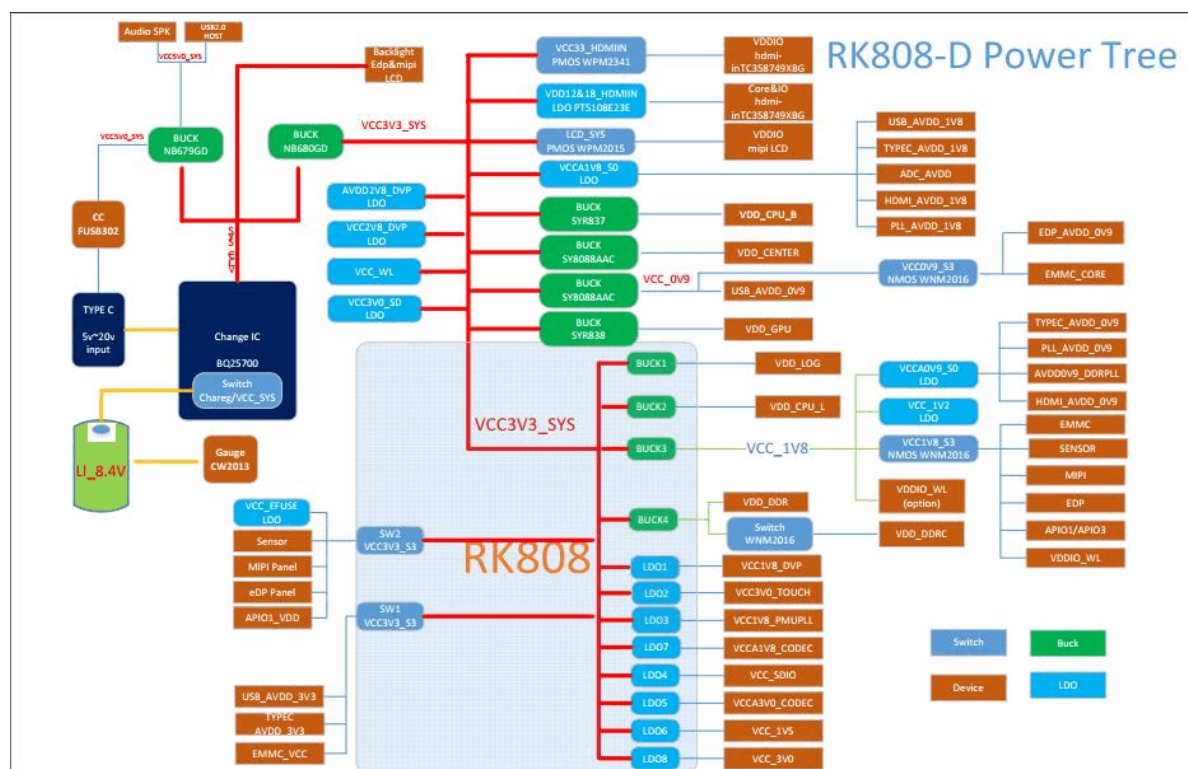 RK808-D Power Tree
Audio SPK
USB2.0
HOST
VCC5V0_SYS
VCC5V0_SYS
BUCK
NB679GD
BUCK
NB680GD
Backlight
Edp&mipi
LCD
VCC3V3_SYS
CC
FUSB302
TYPE C
5v~20v
input
Change IC
BQ25700
Switch
Chareg/VCC_SYS
LI_8.4V
Gauge
CW2013
AVDD2V8_DVP
LDO
VCC2V8_DVP
LDO
VCC_WL
VCC3V0_SD
LDO
VCC33_HDMIIN
PMOS WPM2341
VDDIO
hdmi-
inTC358749XBG
VDD12&18_HDMIIN
LDO PT5108E23E
Core&IO
hdmi-
inTC358749XBG
LCD_SYS
PMOS WPM2015
VDDIO
mipi LCD
VCCA1V8_S0
LDO
USB_AVDD_1V8
TYPEC_AVDD_1V8
ADC_AVDD
HDMI_AVDD_1V8
PLL_AVDD_1V8
BUCK
SYR837
VDD_CPU_B
BUCK
SY8088AAC
VDD_CENTER
BUCK
SY8088AAC
VCC_0V9
USB_AVDD_0V9
VCC0V9_S3
NMOS WNM2016
EDP_AVDD_0V9
EMMC_CORE
BUCK
SYR838
VDD_GPU
VCC3V3_SYS
RK808
BUCK1
VDD_LOG
BUCK2
VDD_CPU_L
BUCK3
VCC_1V8
VCCA0V9_S0
LDO
TYPEC_AVDD_0V9
PLL_AVDD_0V9
AVDD0V9_DDRPLL
HDMI_AVDD_0V9
VCC_1V2
LDO
VCC1V8_S3
NMOS WNM2016
EMMC
SENSOR
MIPI
EDP
APIO1/APIO3
VDDIO_WL
VDDIO_WL
(option)
BUCK4
VDD_DDR
Switch
WNM2016
VDD_DDRC
LDO1
VCC1V8_DVP
LDO2
VCC3V0_TOUCH
LDO3
VCC1V8_PMUPLL
LDO7
VCCA1V8_CODEC
LDO4
VCC_SDIO
LDO5
VCCA3V0_CODEC
LDO6
VCC_1V5
LDO8
VCC_3V0
SW2
VCC3V3_S3
VCC_EFUSE
LDO
Sensor
MIPI Panel
eDP Panel
APIO1_VDD
SW1
VCC3V3_S3
USB_AVDD_3V3
TYPEC
AVDD_3V3
EMMC_VCC
Switch
Buck
Device
LDO